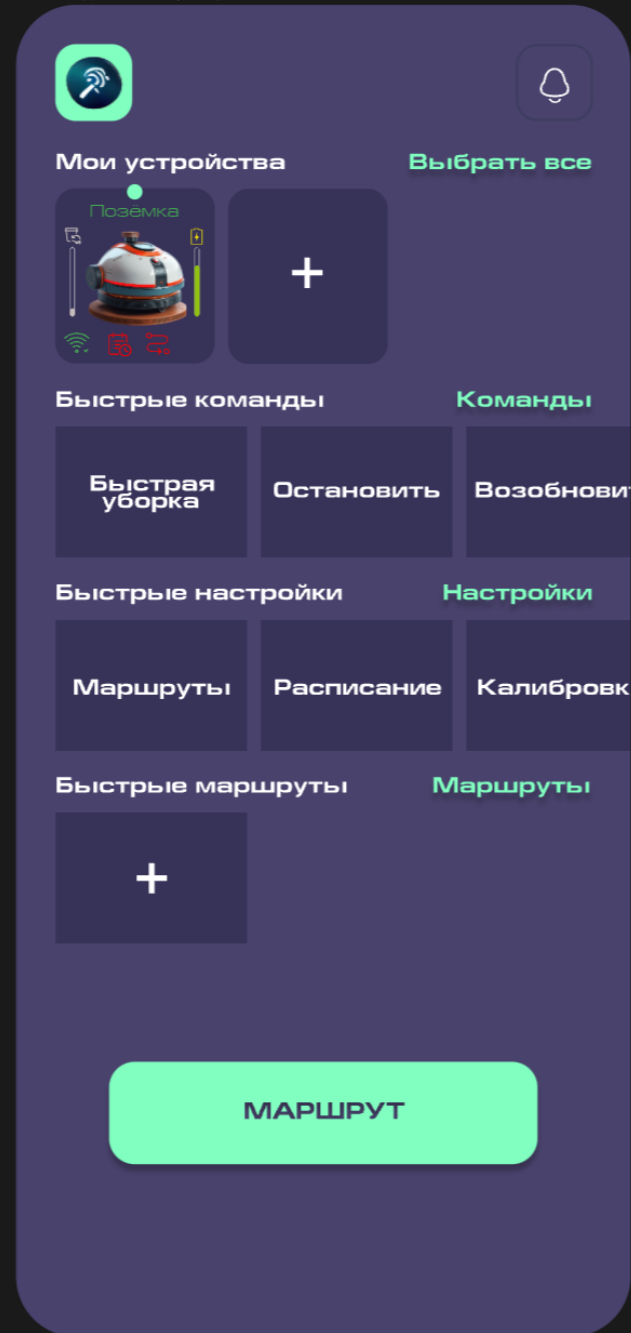 Мои устройства
Выбрать все
Позёмка
+
Быстрые команды
Команды
Быстрая
уборка
Остановить
Возобновит
Быстрые настройки
Настройки
Маршруты
Расписание
Калибровк
Быстрые маршруты
Маршруты
+
МАРШРУТ